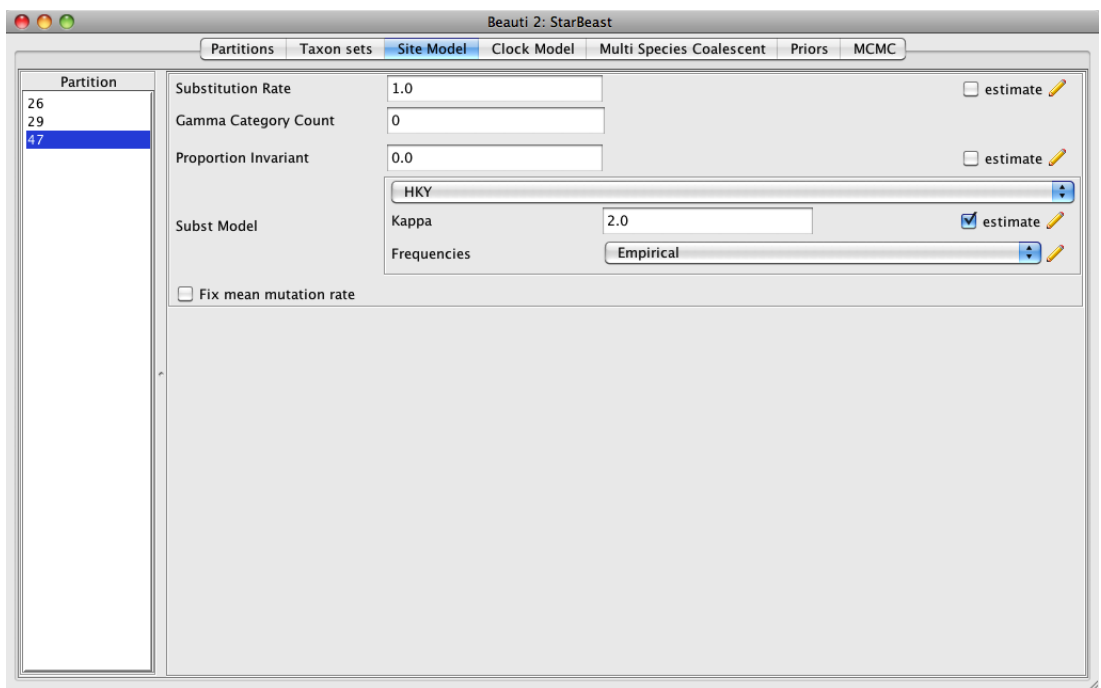 Beauti 2: StarBeast
Partitions Taxon sets Site Model Clock Model Multi Species Coalescent Priors MCMC
Partition
26
29
47
Substitution Rate 1.0 estimate
Gamma Category Count 0
Proportion Invariant 0.0 estimate
Subst Model
HKY
Kappa 2.0 estimate
Frequencies Empirical
Fix mean mutation rate